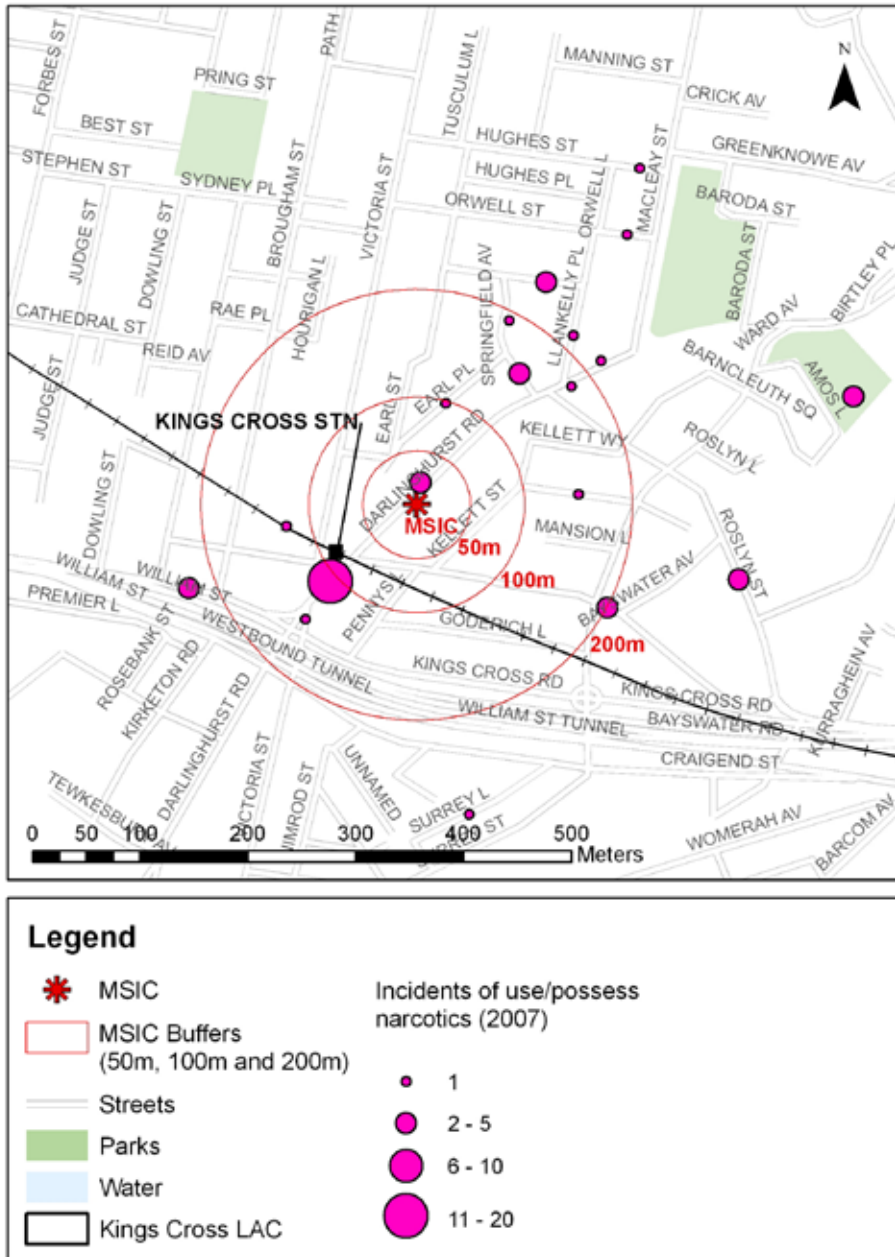 FORBES ST
PRING ST
PATH
TUSCULUM L
MANNING ST
CRICK AV
N
BEST ST
HUGHES ST
GREENKNOWE AV
STEPHEN ST
SYDNEY PL
BROUGHAM ST
VICTORIA ST
HUGHES PL
ORWELL L
MACLEAY ST
ORWELL ST
BARODA ST
JUDGE ST
DOWLING ST
HOURIGAN L
SPRINGFIELD AV
LLANKELLY PL
BARODA ST
BIRTLEY PL
CATHEDRAL ST
RAE PL
WARD AV
REID AV
BARNCLEUTH SQ
AMOS L
JUDGE ST
EARL ST
EARL PL
KINGS CROSS STN
DARLINGHURST RD
KELLETT WY
ROSLYN L
DOWLING ST
MSIC
KELLETT ST
50m
MANSION L
ROSLYN ST
100m
WILLIAM ST
WILLIAM ST
PENNYS L
BAYSWATER AV
PREMIER L
GODERICH L
200m
ROSEBANK ST
WESTBOUND TUNNEL
KINGS CROSS RD
KINGS CROSS RD
KIRKETON RD
WILLIAM ST TUNNEL
BAYSWATER RD
KURRAGHEIN AV
DARLINGHURST RD
VICTORIA ST
CRAIGEND ST
UNNAMED
NIMROD ST
TEWKESBURY AV
SURREY L
SURREY ST
WOMERAH AV
BARCOM AV
0 50 100 200 300 400 500
Meters
Legend
MSIC
MSIC Buffers
(50m, 100m and 200m)
Streets
Parks
Water
Kings Cross LAC
Incidents of use/possess
narcotics (2007)
1
2 - 5
6 - 10
11 - 20